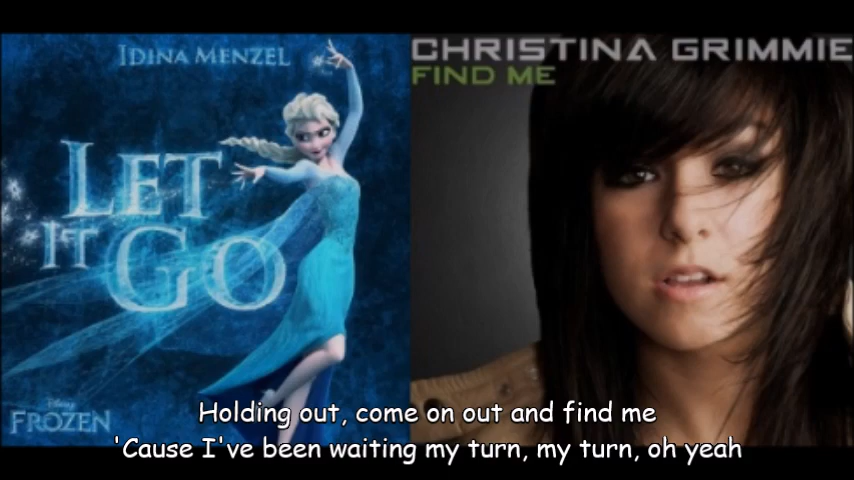 IDINA MENZEL
LET
IT
GO
Disney
FROZEN
CHRISTINA GRIMMIE
FIND ME
Holding out, come on out and find me
'Cause I've been waiting my turn, my turn, oh yeah